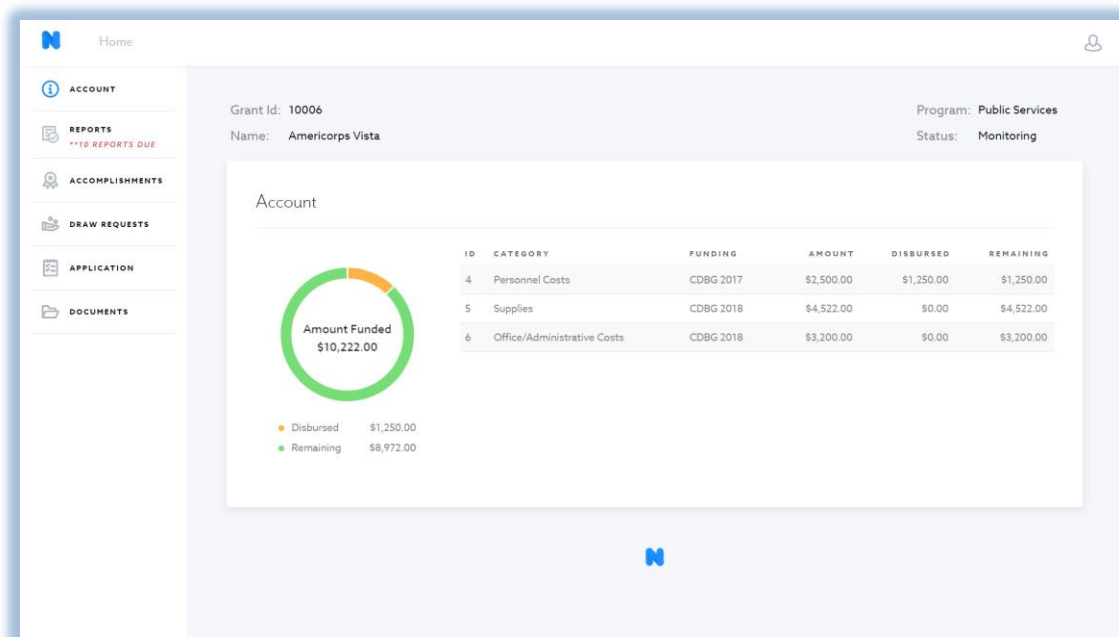 Home
ACCOUNT
REPORTS
**10 REPORTS DUE
ACCOMPLISHMENTS
DRAW REQUESTS
APPLICATION
DOCUMENTS
Grant Id: 10006
Name: Americorps Vista
Program: Public Services
Status: Monitoring
Account
Amount Funded
$10,222.00
Disbursed $1,250.00
Remaining $8,972.00
ID CATEGORY FUNDING AMOUNT DISBURSED REMAINING
4 Personnel Costs CDBG 2017 $2,500.00 $1,250.00 $1,250.00
5 Supplies CDBG 2018 $4,522.00 $0.00 $4,522.00
6 Office/Administrative Costs CDBG 2018 $3,200.00 $0.00 $3,200.00